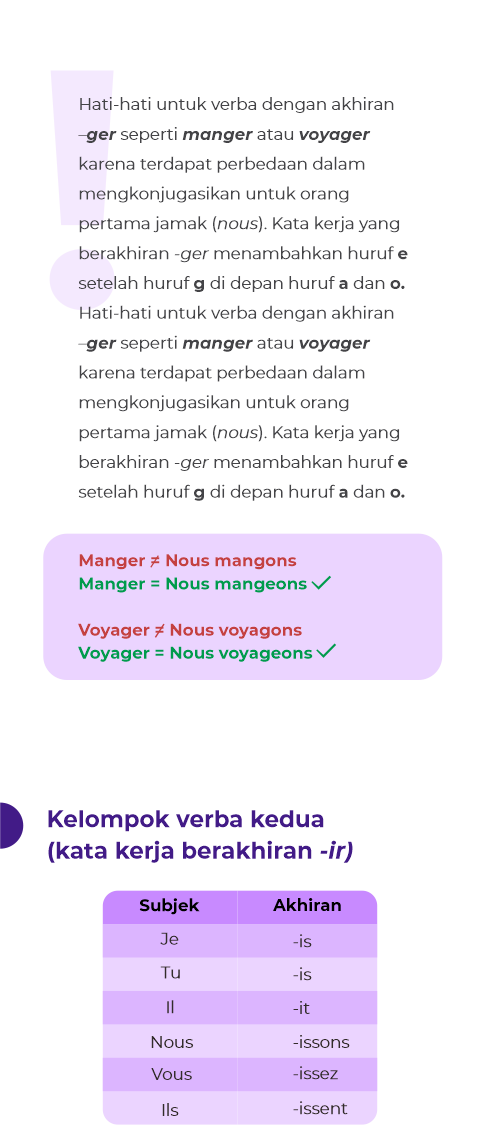 Hati-hati untuk verba dengan akhiran
–ger seperti manger atau voyager
karena terdapat perbedaan dalam
mengkonjugasikan untuk orang
pertama jamak (nous). Kata kerja yang
berakhiran -ger menambahkan huruf e
setelah huruf g di depan huruf a dan o.
Hati-hati untuk verba dengan akhiran
–ger seperti manger atau voyager
karena terdapat perbedaan dalam
mengkonjugasikan untuk orang
pertama jamak (nous). Kata kerja yang
berakhiran -ger menambahkan huruf e
setelah huruf g di depan huruf a dan o.
Manger ≠ Nous mangons
Manger = Nous mangeons ✓
Voyager ≠ Nous voyagons
Voyager = Nous voyageons ✓
Kelompok verba kedua
(kata kerja berakhiran -ir)
Subjek Akhiran
Je -is
Tu -is
Il -it
Nous -issons
Vous -issez
Ils -issent